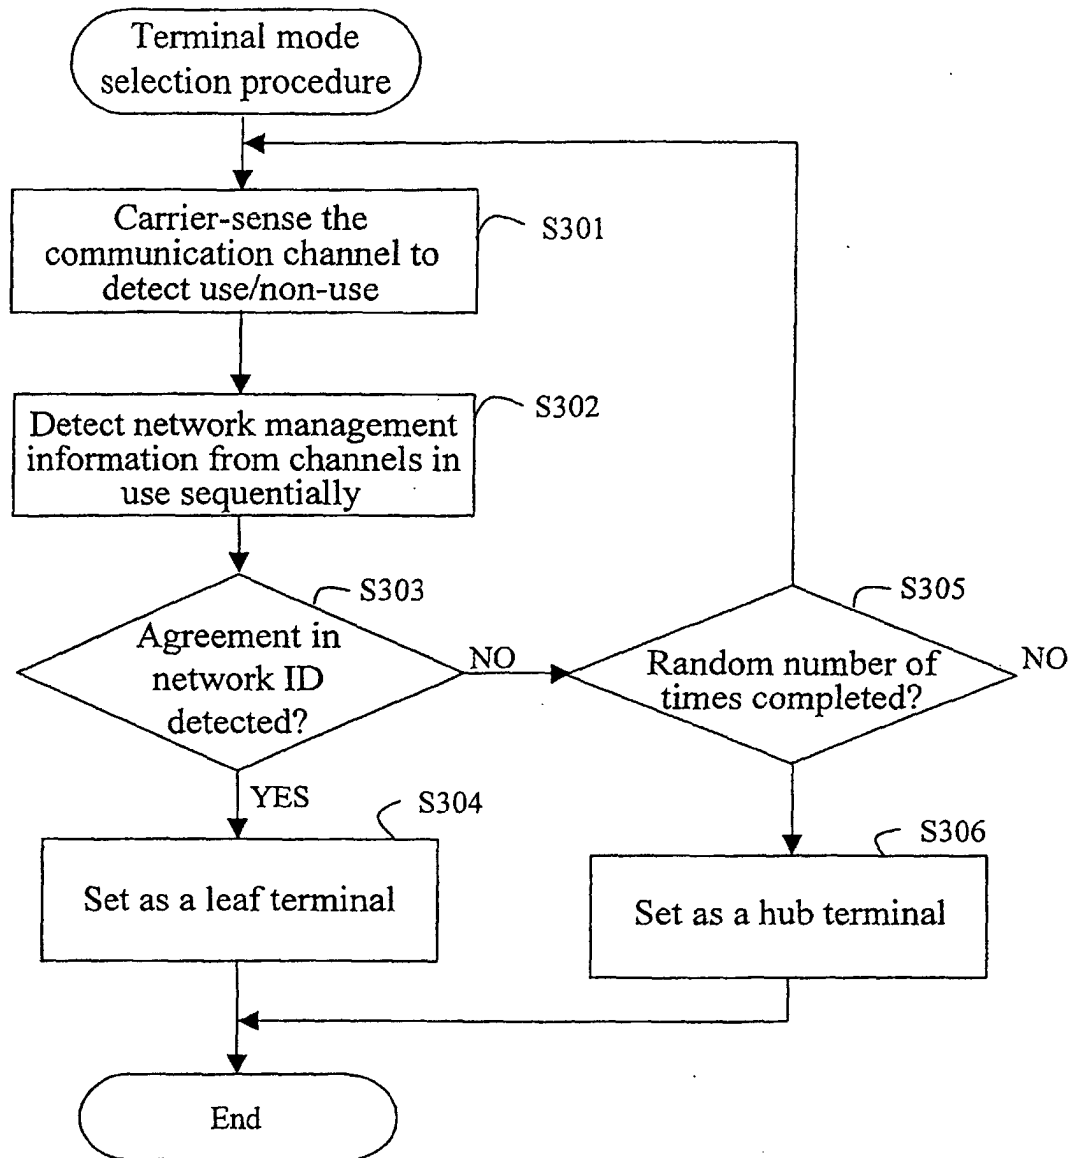 Terminal mode
selection procedure
Carrier-sense the
communication channel to
detect use/non-use
S301
Detect network management
information from channels in
use sequentially
S302
Agreement in
network ID
detected?
S303
NO
YES
Random number of
times completed?
S305
NO
Set as a leaf terminal
S304
Set as a hub terminal
S306
End